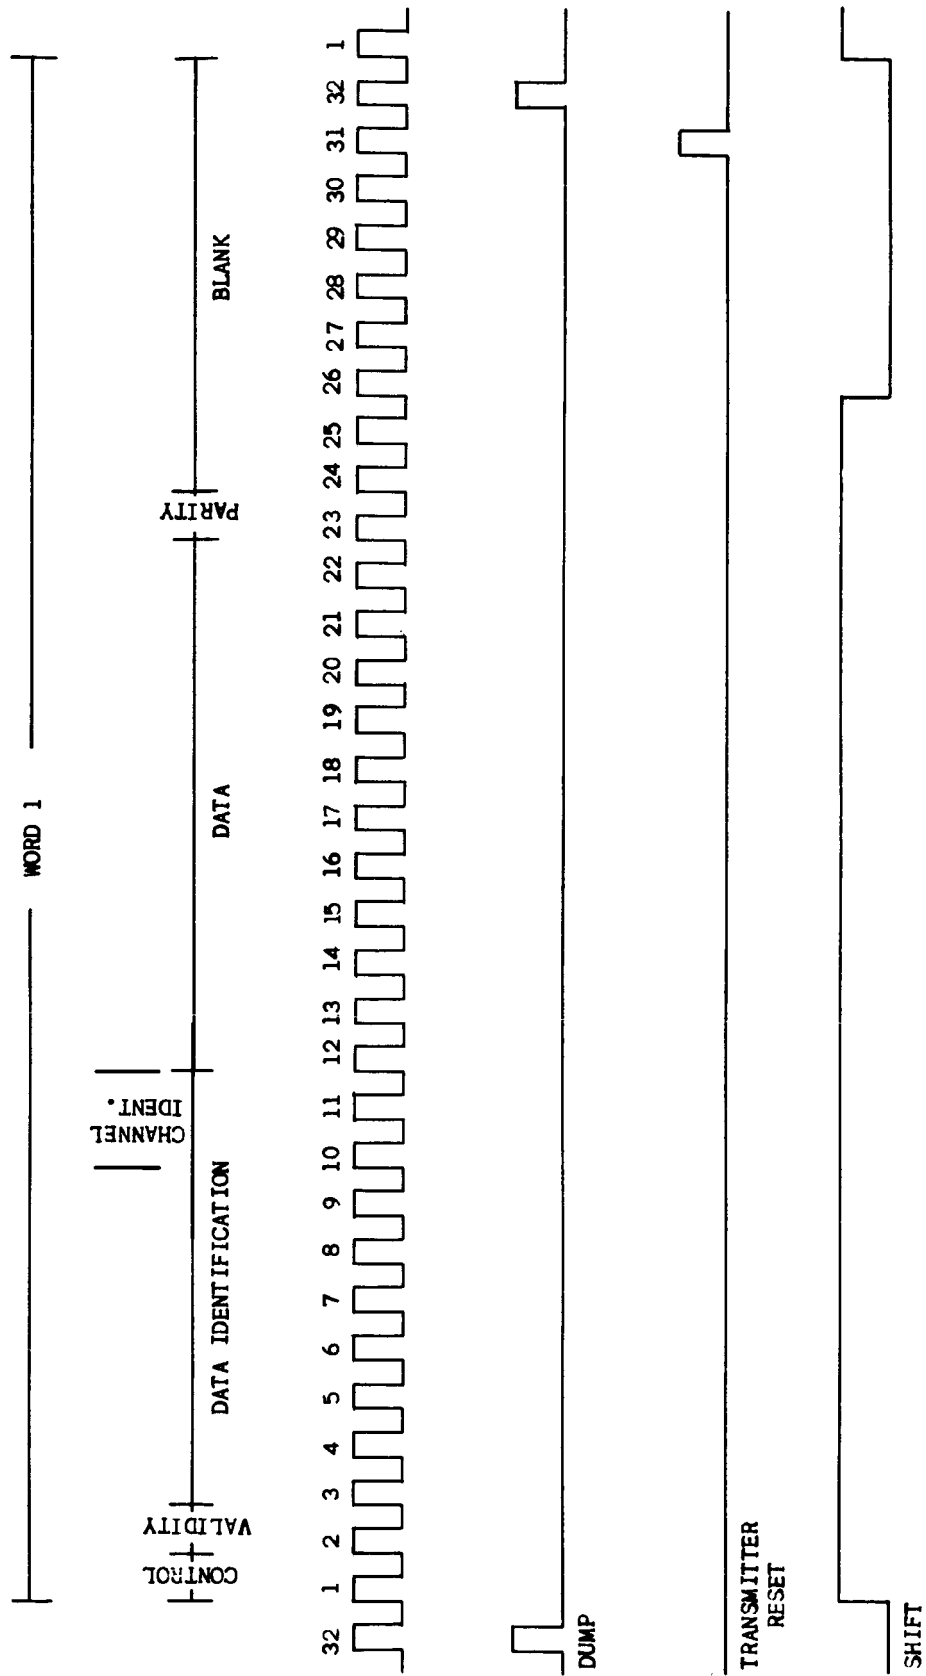 WORD 1
CONTROL
VALIDITY
DATA IDENTIFICATION
CHANNEL
IDENT.
DATA
PARITY
BLANK
32 1 2 3 4 5 6 7 8 9 10 11 12 13 14 15 16 17 18 19 20 21 22 23 24 25 26 27 28 29 30 31 32 1
DUMP
TRANSMITTER
RESET
SHIFT